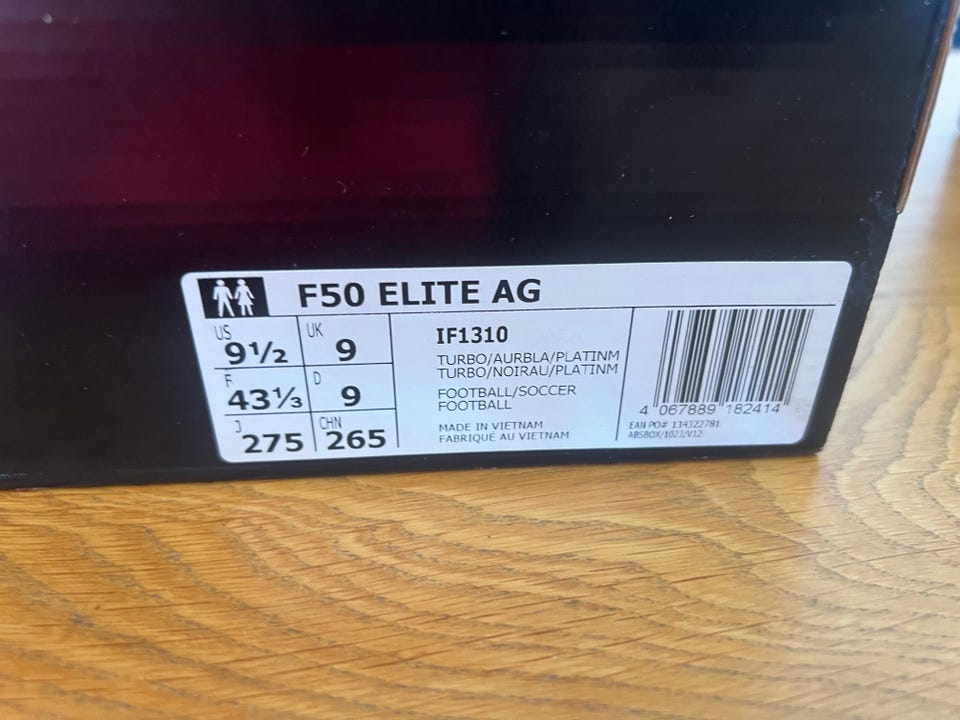 F50 ELITE AG
US UK
9½ 9
F D
43⅓ 9
J CHN
275 265
IF1310
TURBO/AURBLA/PLATINM
TURBO/NOIRAU/PLATINM
FOOTBALL/SOCCER
FOOTBALL
MADE IN VIETNAM
FABRIQUÉ AU VIETNAM
4 067889 182414
EAN PO# 134322781
ABSBOX/1023/V12